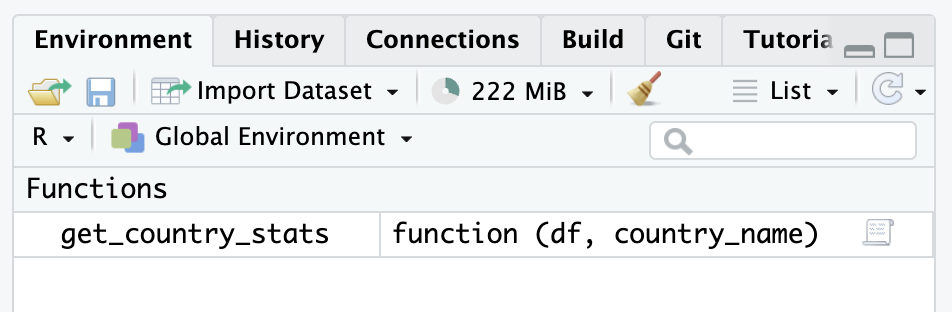 Environment History Connections Build Git Tutoria
Import Dataset 222 MiB List
R Global Environment
Functions
get_country_stats function (df, country_name)